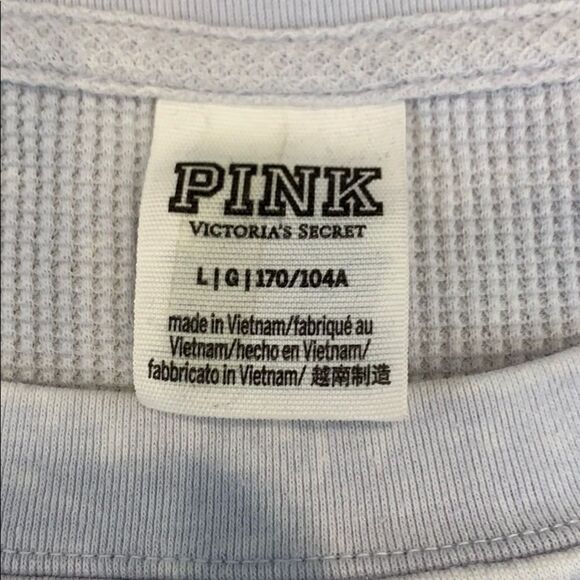 PINK
VICTORIA'S SECRET
L | G | 170/104A
made in Vietnam/fabriqué au
Vietnam/hecho en Vietnam/
fabbricato in Vietnam/ 越南制造